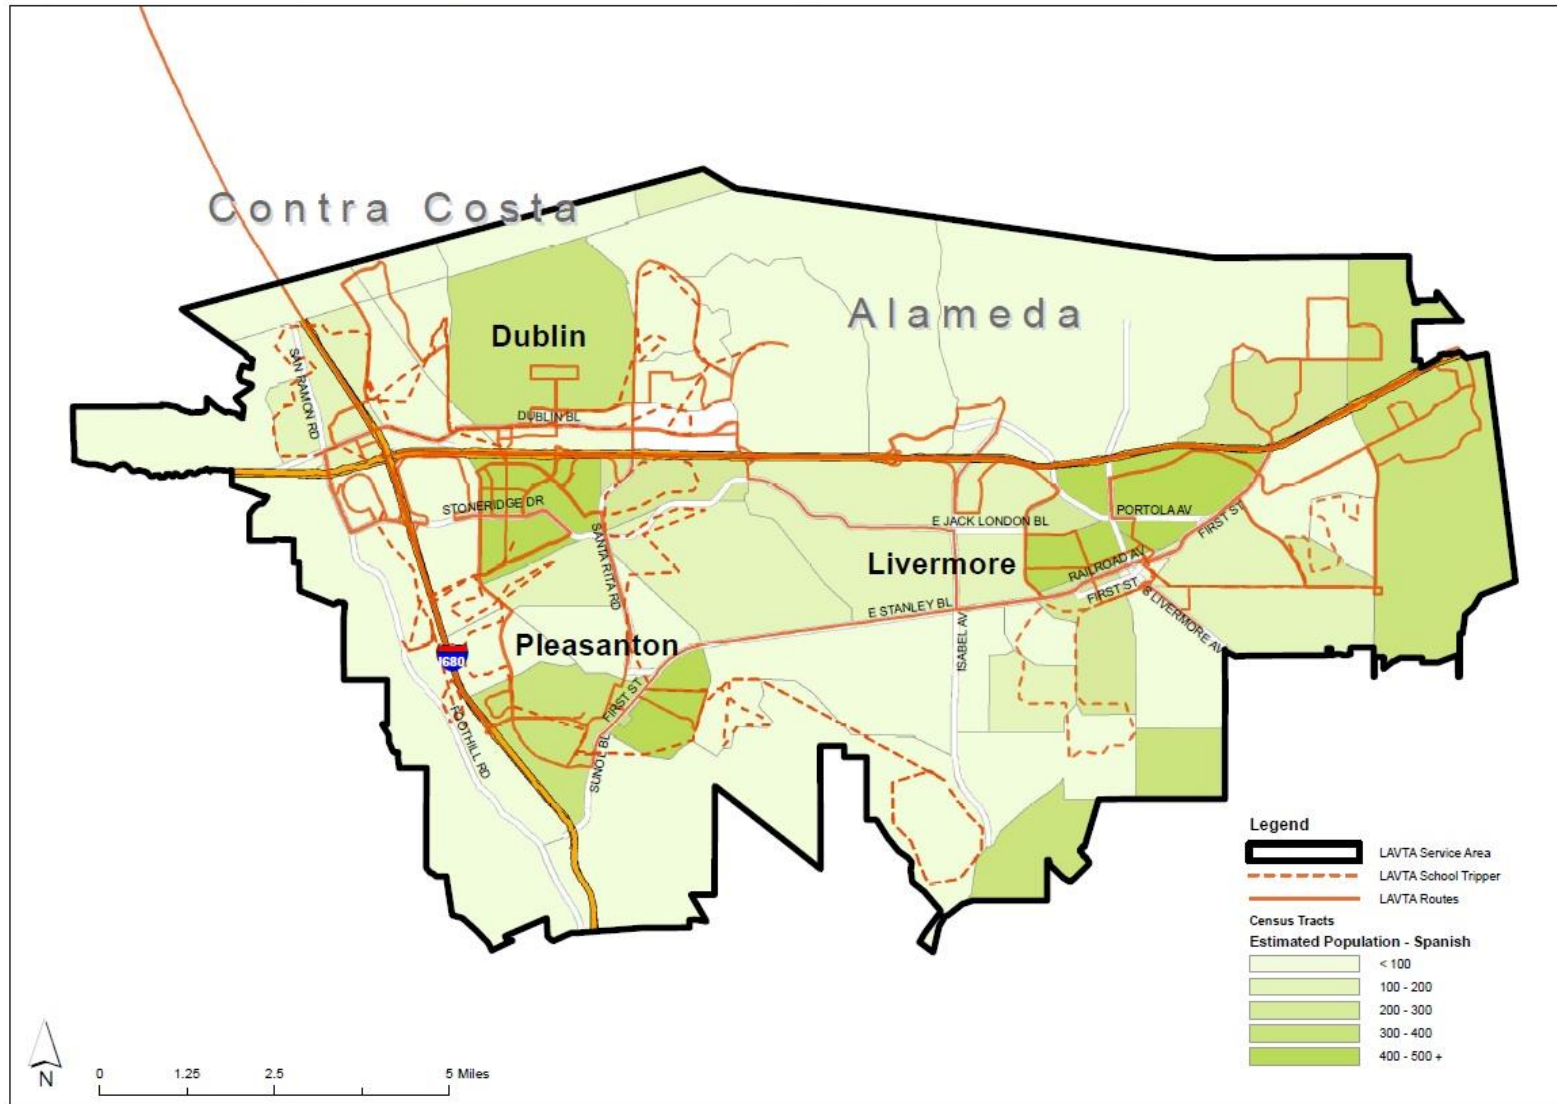 Contra Costa
Alameda
Dublin
SAN RAMON RD
DUBLIN BL
STONERIDGE DR
SANTA RITA RD
E JACK LONDON BL
PORTOLA AV
FIRST ST
Livermore
RAILROAD AV
FIRST ST
S LIVERMORE AV
E STANLEY BL
ISABEL AV
Pleasanton
I680
FOOTHILL RD
FIRST ST
SUNOL BL
Legend
LAVTA Service Area
LAVTA School Tripper
LAVTA Routes
Census Tracts
Estimated Population - Spanish
< 100
100 - 200
200 - 300
300 - 400
400 - 500 +
N
0 1.25 2.5 5 Miles